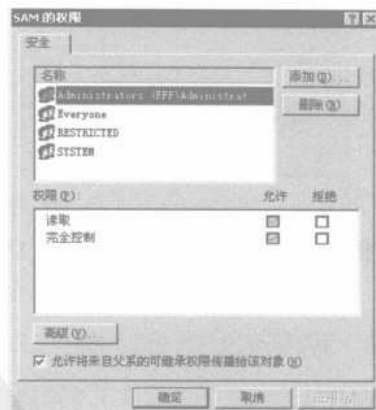 SAM 的权限
安全
名称
Administrators (FFF\Administrat
Everyone
RESTRICTED
SYSTEM
添加(D)...
删除(R)
权限(P): 允许 拒绝
读取
完全控制
高级(V)...
允许将来自父系的可继承权限传播给该对象(H)
确定 取消